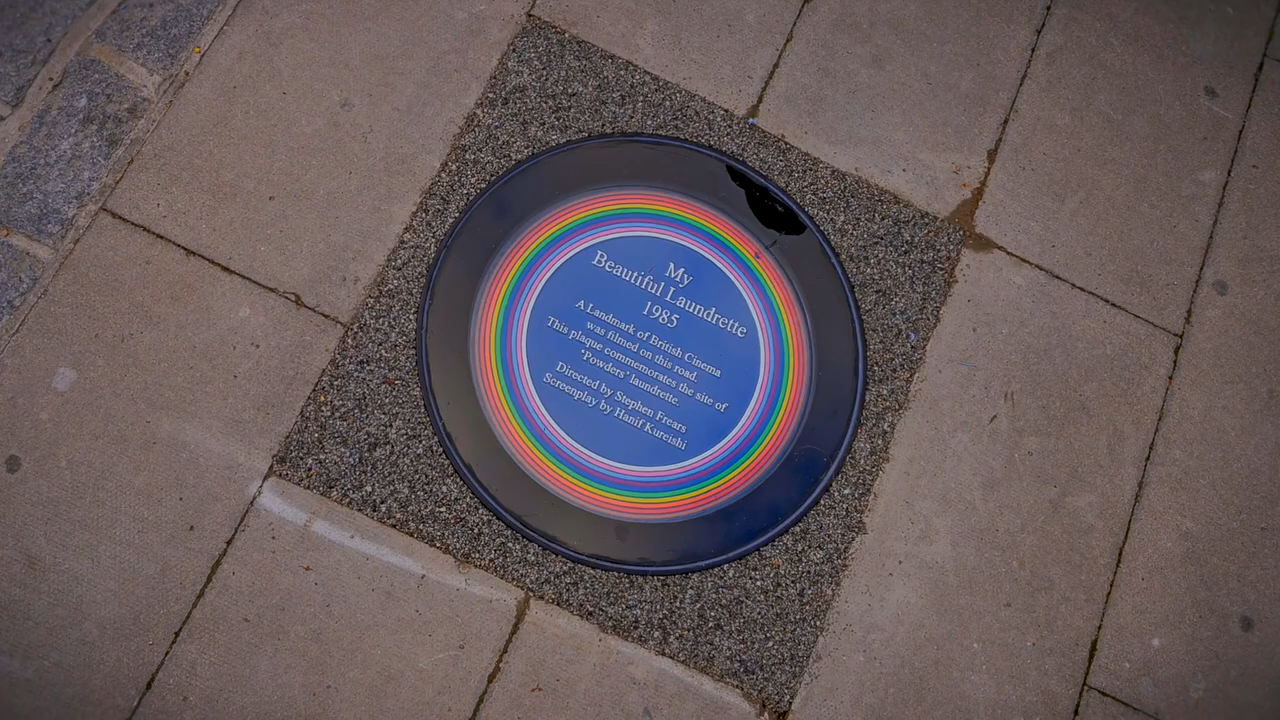 My
Beautiful Laundrette
1985
A Landmark of British Cinema
was filmed on this road.
This plaque commemorates the site of
‘Powders’ laundrette.
Directed by Stephen Frears
Screenplay by Hanif Kureishi